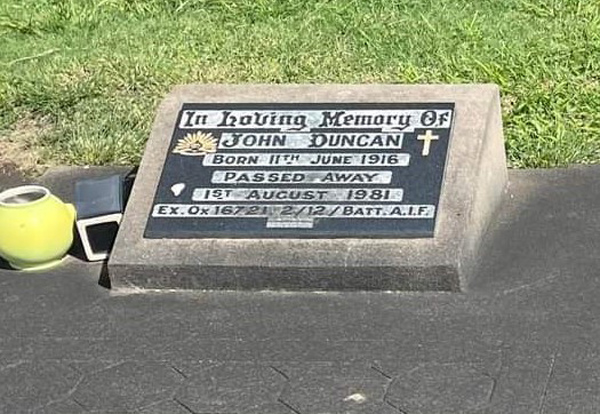 In Loving Memory Of
JOHN DUNCAN
BORN 11TH JUNE 1916
PASSED AWAY
1ST AUGUST 1981
EX. QX 16721 2/12/BATT. A.I.F.